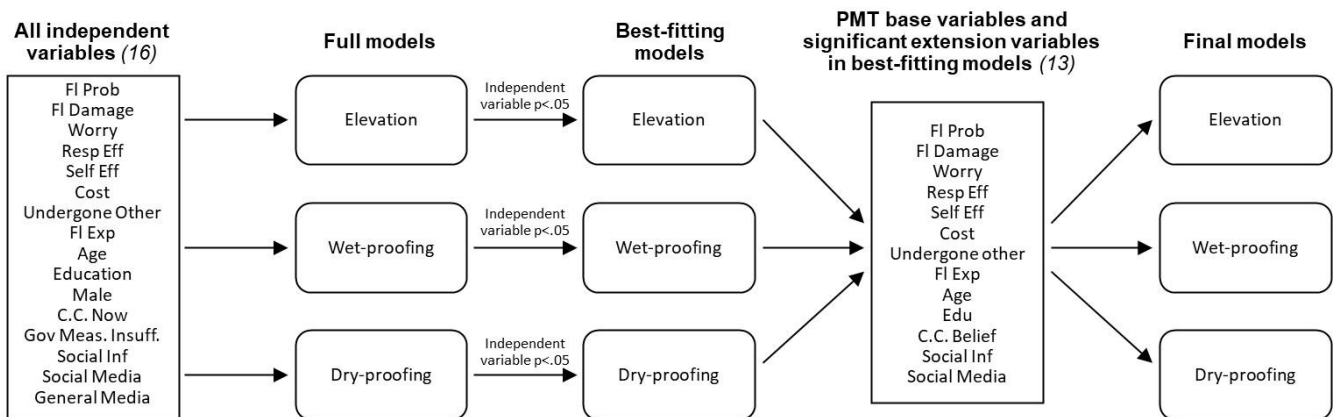 All independent
variables (16)
Fl Prob
Fl Damage
Worry
Resp Eff
Self Eff
Cost
Undergone Other
Fl Exp
Age
Education
Male
C.C. Now
Gov Meas. Insuff.
Social Inf
Social Media
General Media
Full models
Elevation
Wet-proofing
Dry-proofing
Independent
variable p<.05
Independent
variable p<.05
Independent
variable p<.05
Best-fitting
models
Elevation
Wet-proofing
Dry-proofing
PMT base variables and
significant extension variables
in best-fitting models (13)
Fl Prob
Fl Damage
Worry
Resp Eff
Self Eff
Cost
Undergone other
Fl Exp
Age
Edu
C.C. Belief
Social Inf
Social Media
Final models
Elevation
Wet-proofing
Dry-proofing